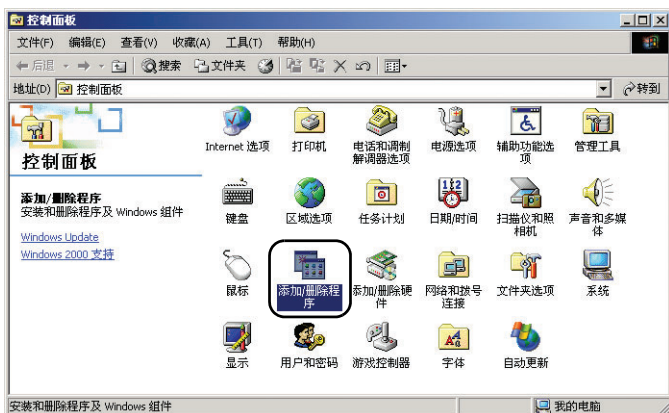 控制面板
文件(F) 编辑(E) 查看(V) 收藏(A) 工具(T) 帮助(H)
后退 搜索 文件夹
地址(D) 控制面板 转到
控制面板
添加/删除程序
安装和删除程序及 Windows 组件
Windows Update
Windows 2000 支持
Internet 选项
打印机
电话和调制
解调器选项
电源选项
辅助功能选
项
管理工具
键盘
区域选项
任务计划
日期/时间
扫描仪和照
相机
声音和多媒
体
鼠标
添加/删除程
序
添加/删除硬
件
网络和拨号
连接
文件夹选项
系统
显示
用户和密码
游戏控制器
字体
自动更新
安装和删除程序及 Windows 组件 我的电脑